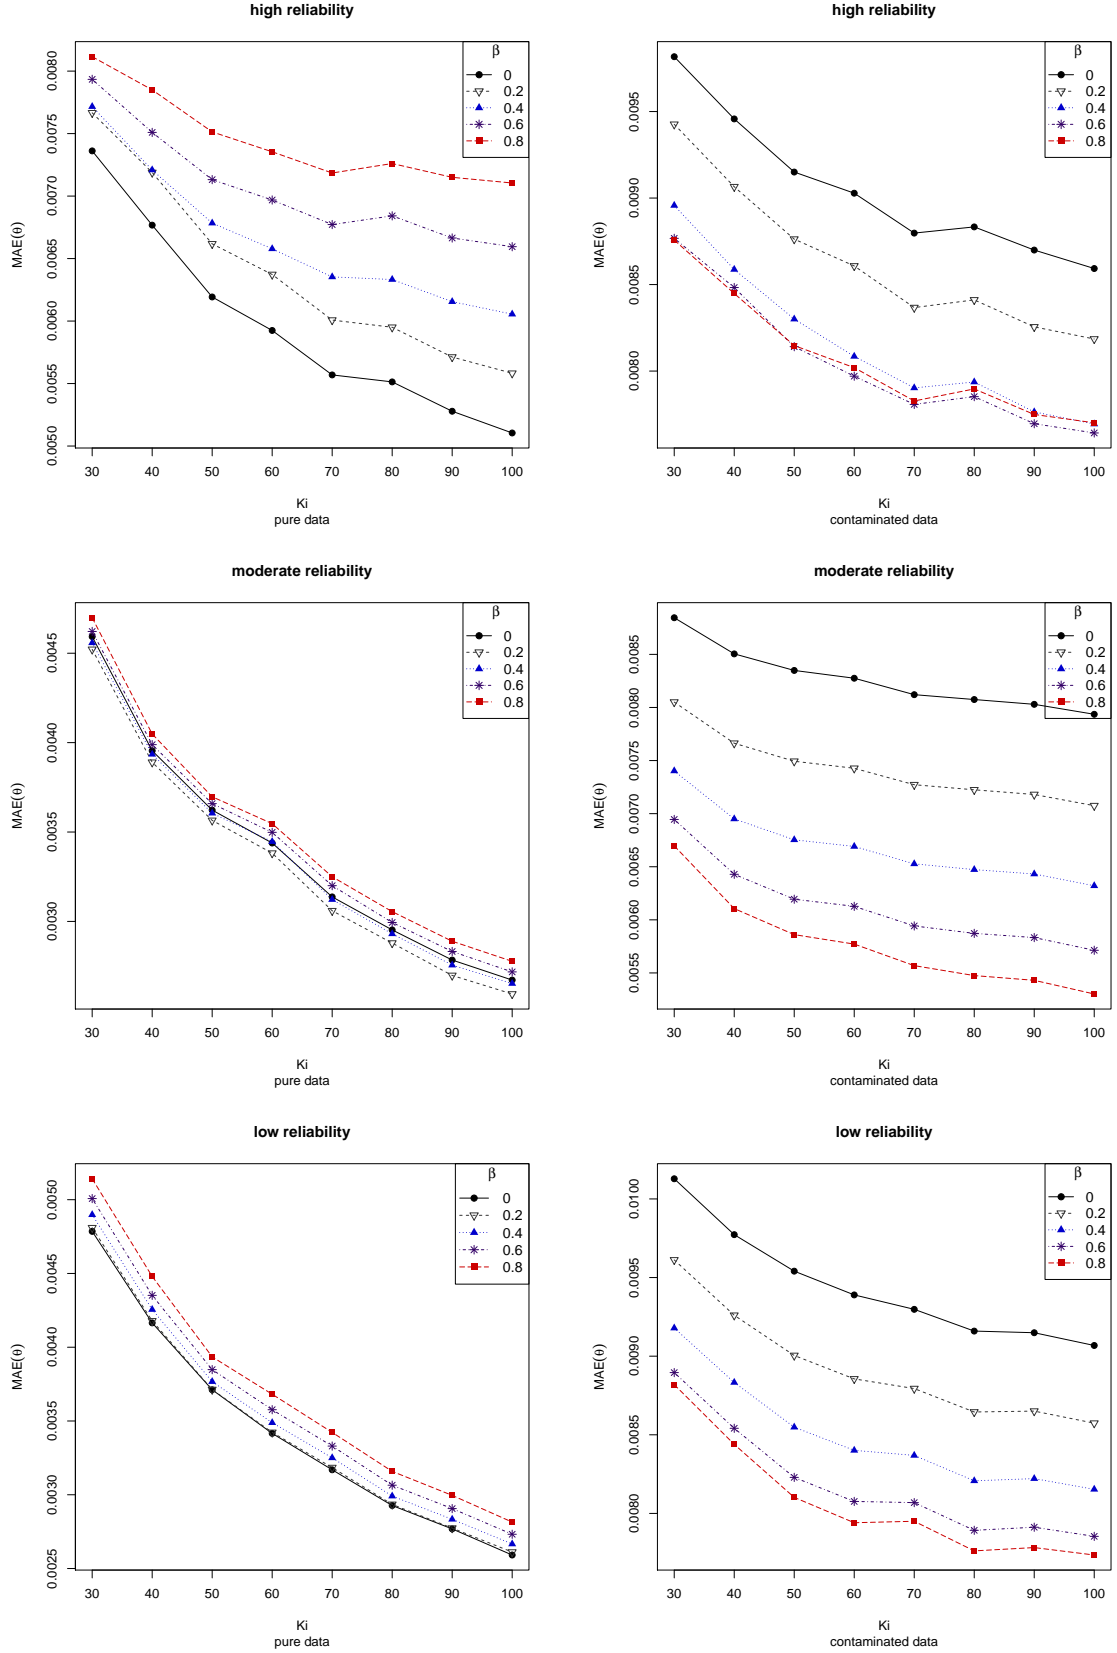 high reliability
MAE(θ)
0.0050 0.0055 0.0060 0.0065 0.0070 0.0075 0.0080
β
0
0.2
0.4
0.6
0.8
30 40 50 60 70 80 90 100
Ki
pure data
high reliability
MAE(θ)
0.0080 0.0085 0.0090 0.0095
β
0
0.2
0.4
0.6
0.8
30 40 50 60 70 80 90 100
Ki
contaminated data
moderate reliability
MAE(θ)
0.0030 0.0035 0.0040 0.0045
β
0
0.2
0.4
0.6
0.8
30 40 50 60 70 80 90 100
Ki
pure data
moderate reliability
MAE(θ)
0.0055 0.0060 0.0065 0.0070 0.0075 0.0080 0.0085
β
0
0.2
0.4
0.6
0.8
30 40 50 60 70 80 90 100
Ki
contaminated data
low reliability
MAE(θ)
0.0025 0.0030 0.0035 0.0040 0.0045 0.0050
β
0
0.2
0.4
0.6
0.8
30 40 50 60 70 80 90 100
Ki
pure data
low reliability
MAE(θ)
0.0080 0.0085 0.0090 0.0095 0.0100
β
0
0.2
0.4
0.6
0.8
30 40 50 60 70 80 90 100
Ki
contaminated data